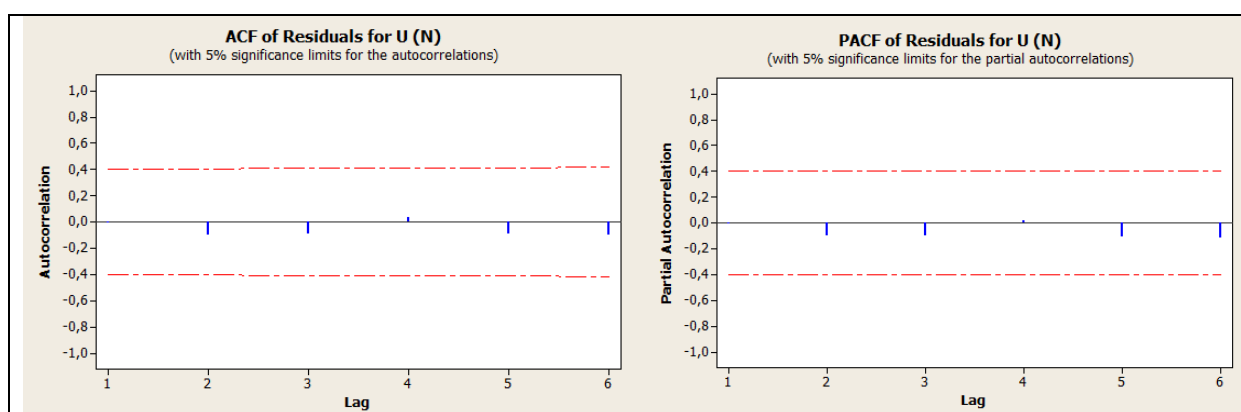 ACF of Residuals for U (N)
(with 5% significance limits for the autocorrelations)
Autocorrelation
1,0
0,8
0,6
0,4
0,2
0,0
-0,2
-0,4
-0,6
-0,8
-1,0
1 2 3 4 5 6
Lag
PACF of Residuals for U (N)
(with 5% significance limits for the partial autocorrelations)
Partial Autocorrelation
1,0
0,8
0,6
0,4
0,2
0,0
-0,2
-0,4
-0,6
-0,8
-1,0
1 2 3 4 5 6
Lag